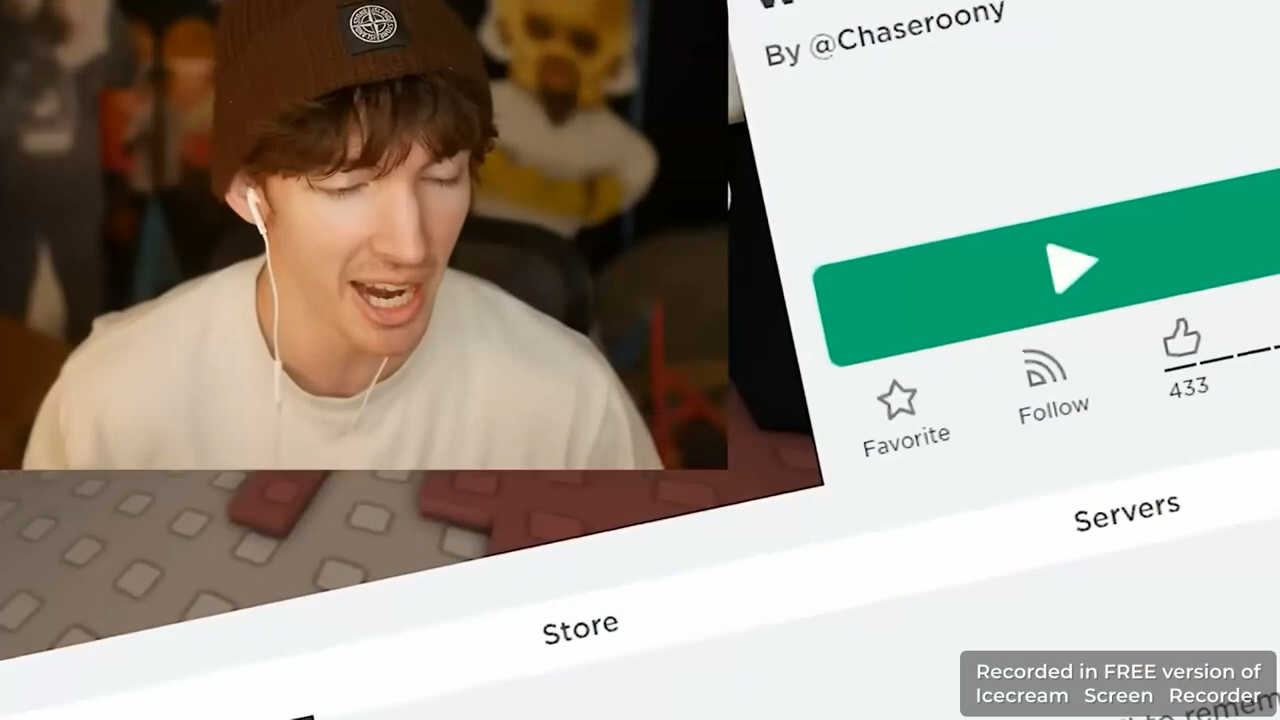 By @Chaseroony
Favorite
Follow
433
Servers
Store
Recorded in FREE version of
Icecream Screen Recorder